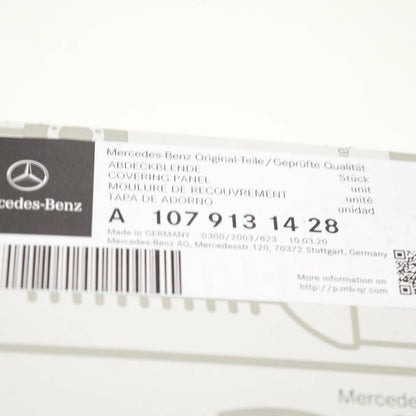 Mercedes-Benz Original-Teile/Geprüfte Qualität
ABDECKBLENDE Stück
COVERING PANEL unit
MOULURE DE RECOUVREMENT unité
TAPA DE ADORNO unidad
cedes-Benz
A 107 913 14 28
Made in GERMANY 0300/2003/823 10.03.20
Mercedes-Benz AG, Mercedesstr.120, 70372 Stuttgart, Germany
More information on
http://p.mb-qr.com
Mercede